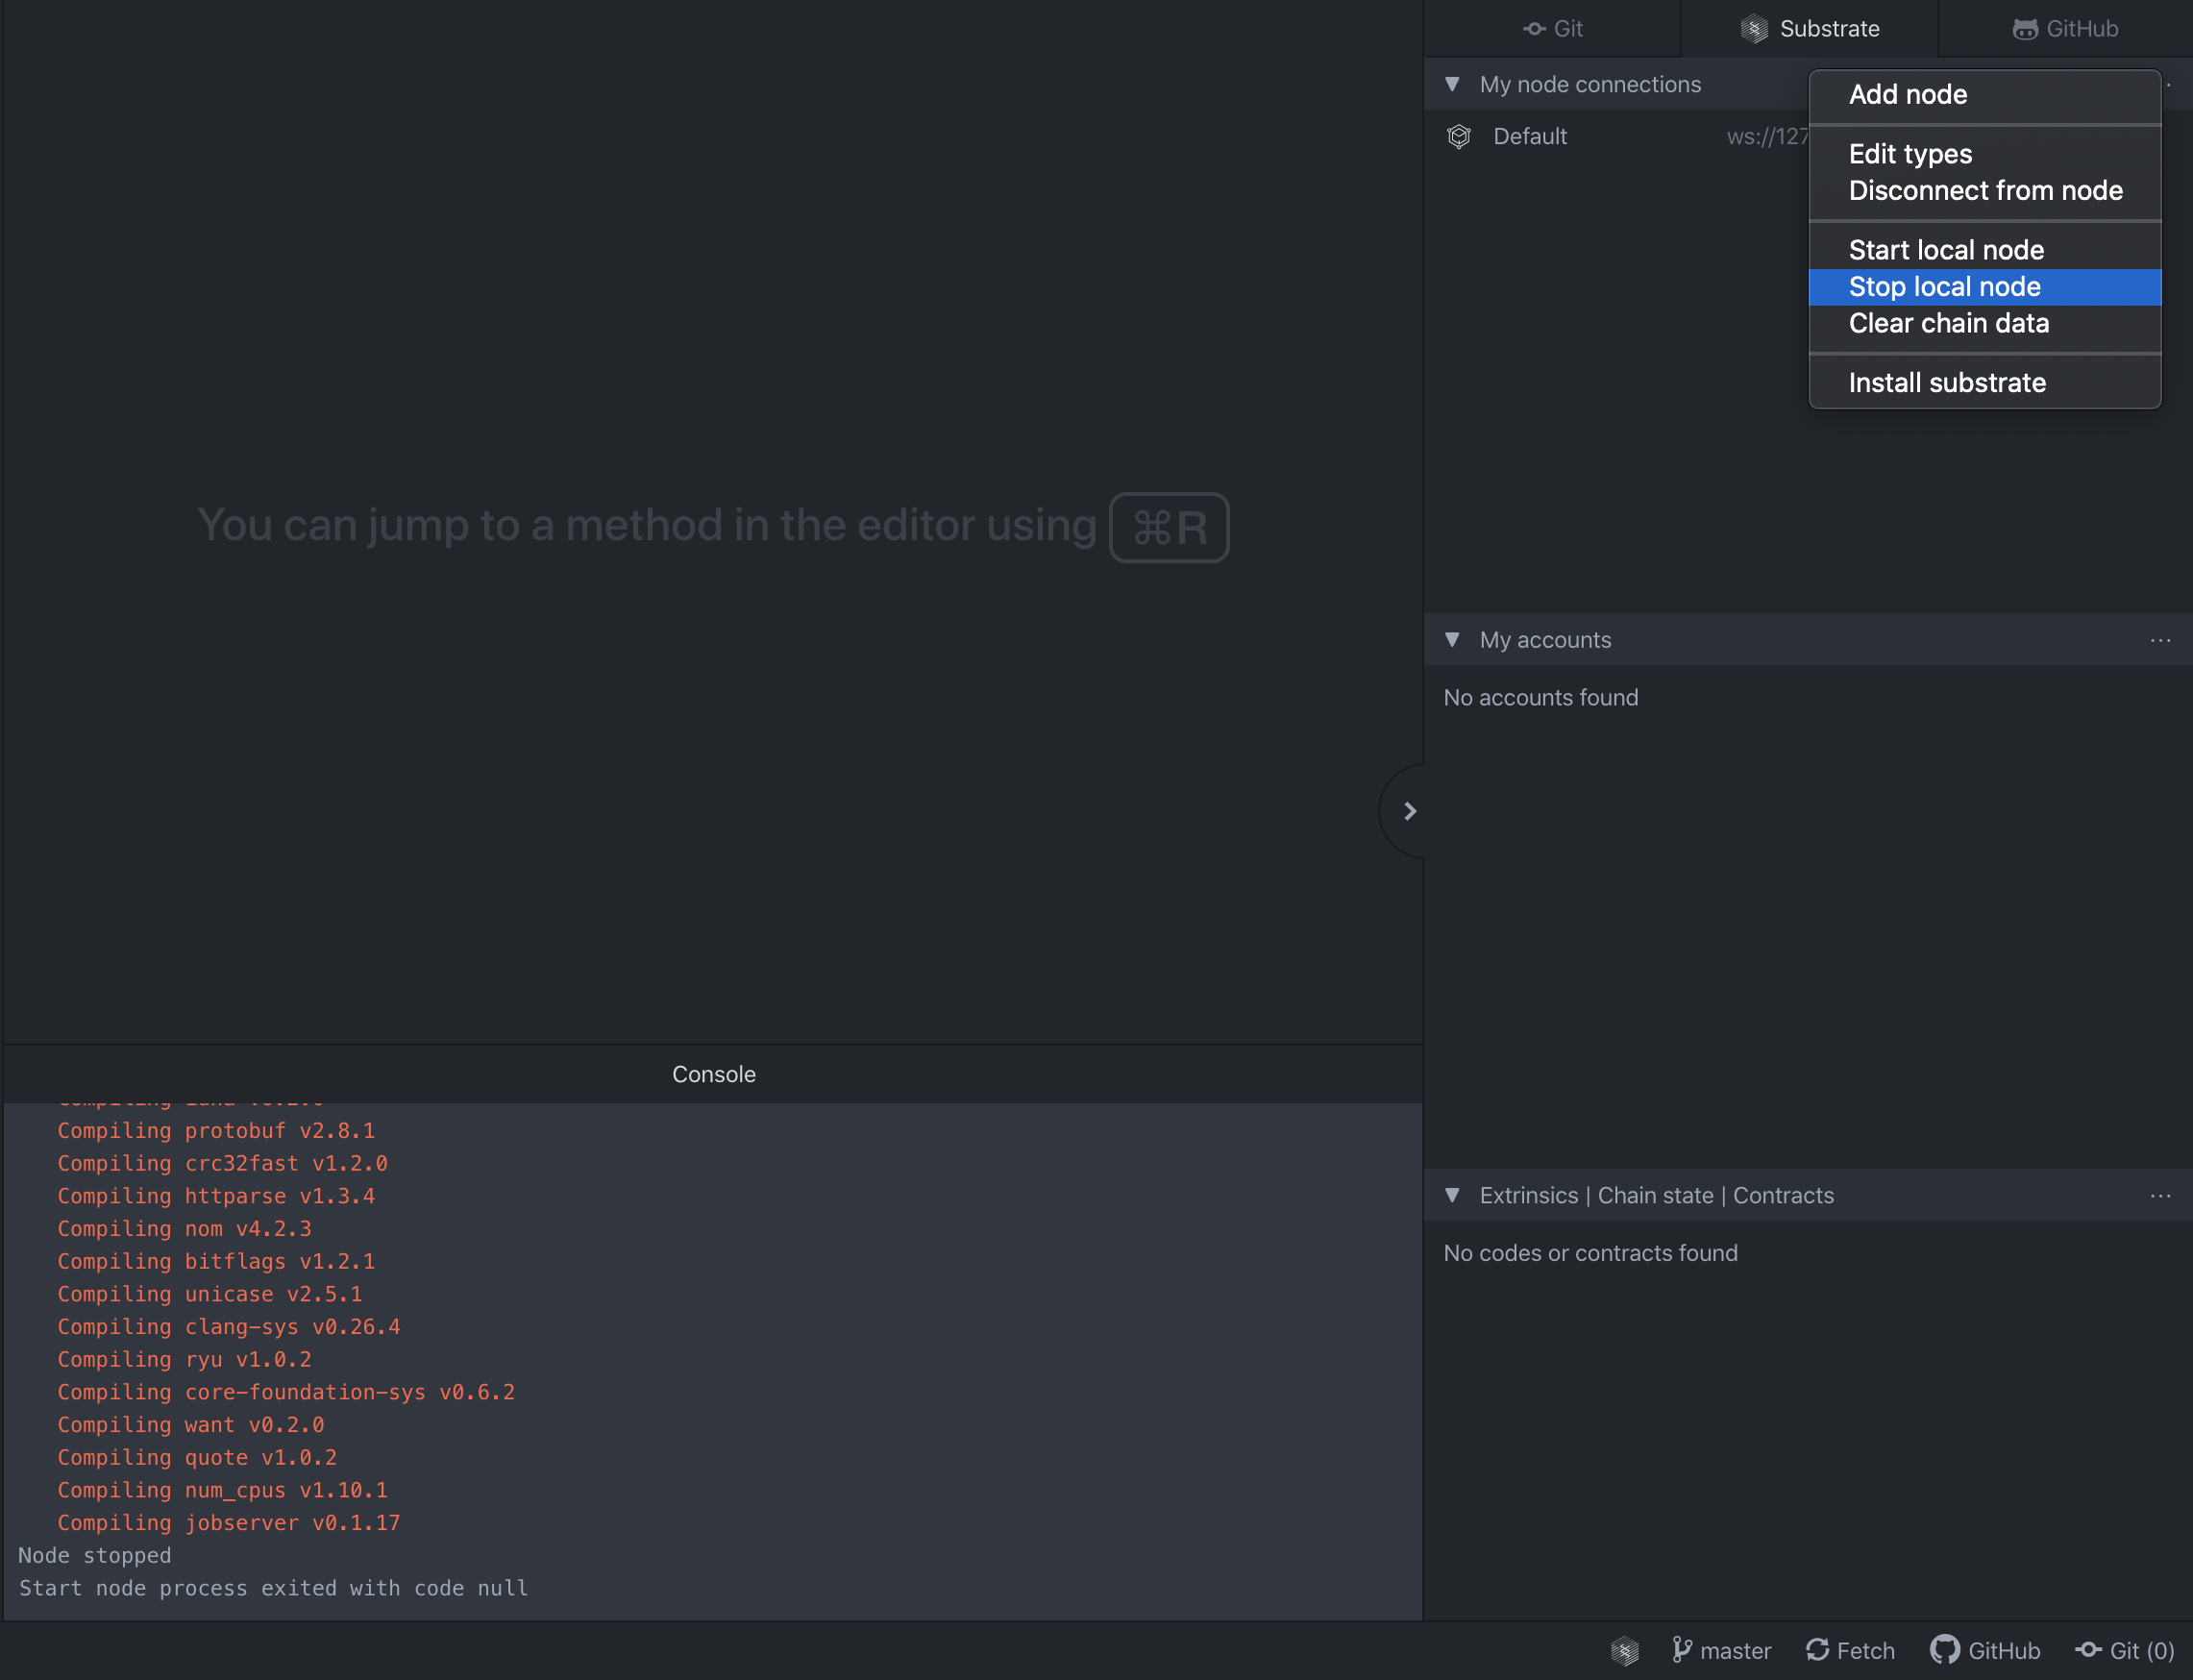 Git
Substrate
GitHub
My node connections
Default
ws://127
Add node
Edit types
Disconnect from node
Start local node
Stop local node
Clear chain data
Install substrate
You can jump to a method in the editor using ⌘R
My accounts
No accounts found
Extrinsics | Chain state | Contracts
No codes or contracts found
Console
Compiling protobuf v2.8.1
Compiling crc32fast v1.2.0
Compiling httparse v1.3.4
Compiling nom v4.2.3
Compiling bitflags v1.2.1
Compiling unicase v2.5.1
Compiling clang-sys v0.26.4
Compiling ryu v1.0.2
Compiling core-foundation-sys v0.6.2
Compiling want v0.2.0
Compiling quote v1.0.2
Compiling num_cpus v1.10.1
Compiling jobserver v0.1.17
Node stopped
Start node process exited with code null
master
Fetch
GitHub
Git (0)